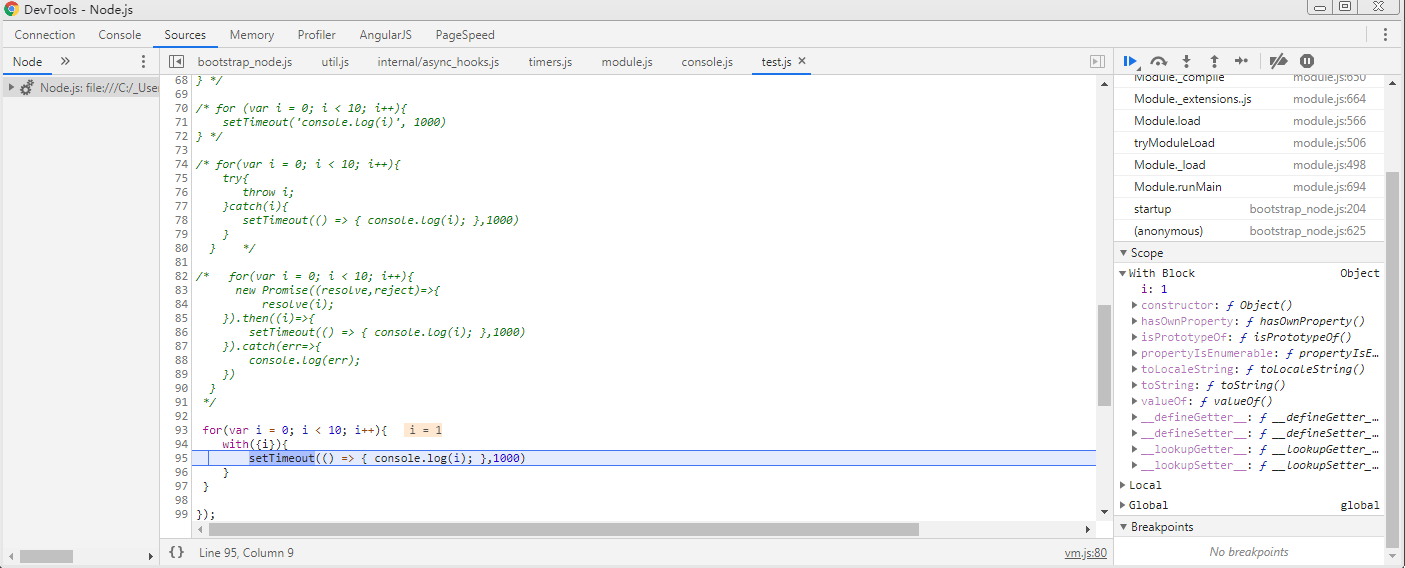 DevTools - Node.js
Connection Console Sources Memory Profiler AngularJS PageSpeed
Node » bootstrap_node.js util.js internal/async_hooks.js timers.js module.js console.js test.js ×
Node.js: file:///C:/_User
68 } */
69
70 /* for (var i = 0; i < 10; i++){
71 setTimeout('console.log(i)', 1000)
72 } */
73
74 /* for(var i = 0; i < 10; i++){
75 try{
76 throw i;
77 }catch(i){
78 setTimeout(() => { console.log(i); },1000)
79 }
80 } */
81
82 /* for(var i = 0; i < 10; i++){
83 new Promise((resolve,reject)=>{
84 resolve(i);
85 }).then((i)=>{
86 setTimeout(() => { console.log(i); },1000)
87 }).catch(err=>{
88 console.log(err);
89 })
90 }
91 */
92
93 for(var i = 0; i < 10; i++){ i = 1
94 with({i}){
95 setTimeout(() => { console.log(i); },1000)
96 }
97 }
98
99 });
{} Line 95, Column 9 vm.js:80
Module._compile module.js:650
Module._extensions..js module.js:664
Module.load module.js:566
tryModuleLoad module.js:506
Module._load module.js:498
Module.runMain module.js:694
startup bootstrap_node.js:204
(anonymous) bootstrap_node.js:625
Scope
With Block Object
i: 1
constructor: ƒ Object()
hasOwnProperty: ƒ hasOwnProperty()
isPrototypeOf: ƒ isPrototypeOf()
propertyIsEnumerable: ƒ propertyIsE…
toLocaleString: ƒ toLocaleString()
toString: ƒ toString()
valueOf: ƒ valueOf()
__defineGetter__: ƒ __defineGetter_…
__defineSetter__: ƒ __defineSetter_…
__lookupGetter__: ƒ __lookupGetter_…
__lookupSetter__: ƒ __lookupSetter_…
Local
Global global
Breakpoints
No breakpoints